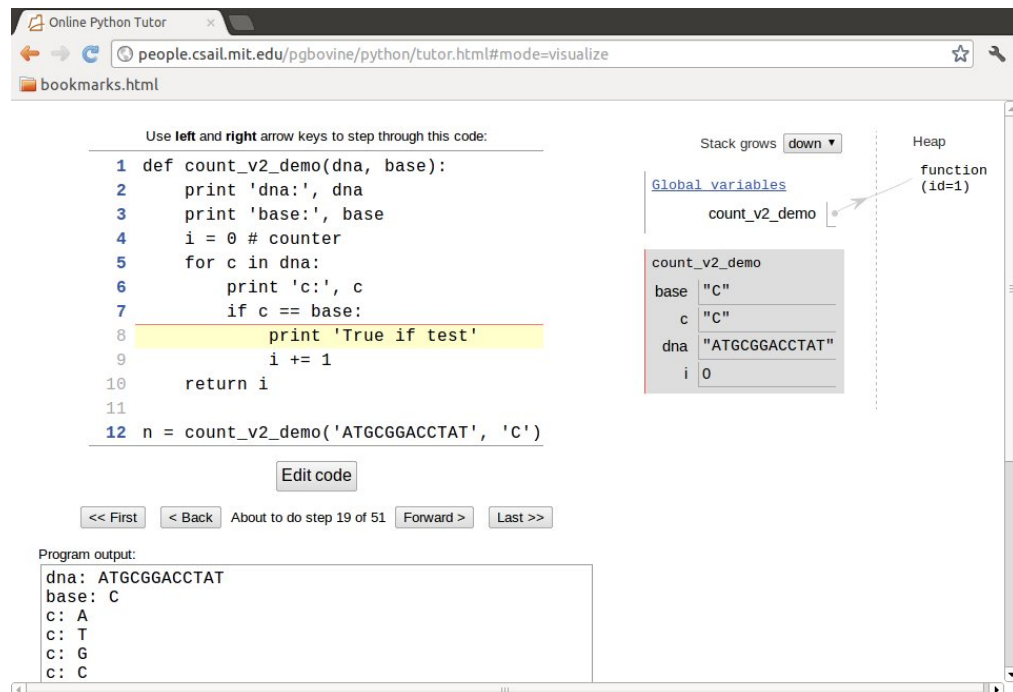 Online Python Tutor
people.csail.mit.edu/pgbovine/python/tutor.html#mode=visualize
bookmarks.html
Use left and right arrow keys to step through this code:
1 def count_v2_demo(dna, base):
2     print 'dna:', dna
3     print 'base:', base
4     i = 0 # counter
5     for c in dna:
6         print 'c:', c
7         if c == base:
8             print 'True if test'
9             i += 1
10     return i
11
12 n = count_v2_demo('ATGCGGACCTAT', 'C')
Edit code
<< First < Back About to do step 19 of 51 Forward > Last >>
Program output:
dna: ATGCGGACCTAT
base: C
c: A
c: T
c: G
c: C
Stack grows down
Global variables
count_v2_demo
count_v2_demo
base "C"
c "C"
dna "ATGCGGACCTAT"
i 0
Heap
function
(id=1)